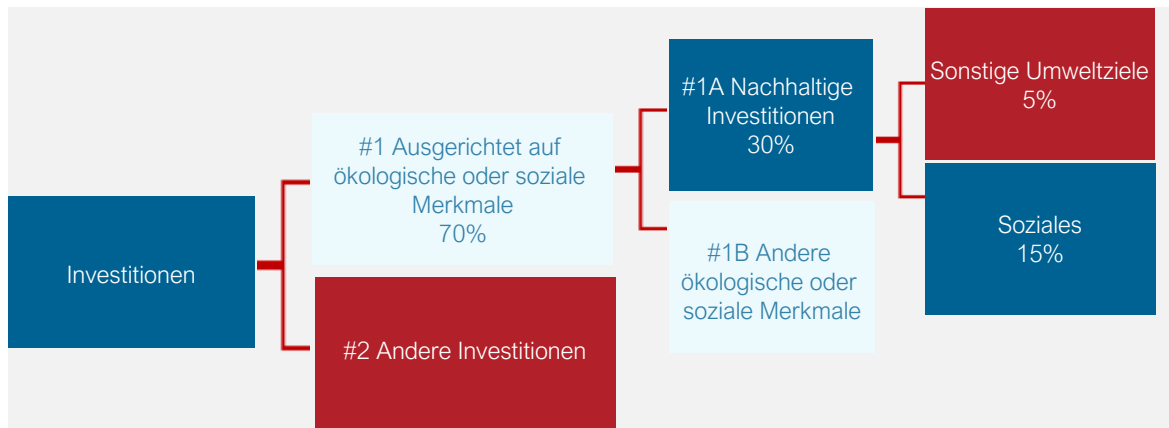 Investitionen
#1 Ausgerichtet auf
ökologische oder soziale
Merkmale
70%
#2 Andere Investitionen
#1A Nachhaltige
Investitionen
30%
#1B Andere
ökologische oder
soziale Merkmale
Sonstige Umweltziele
5%
Soziales
15%